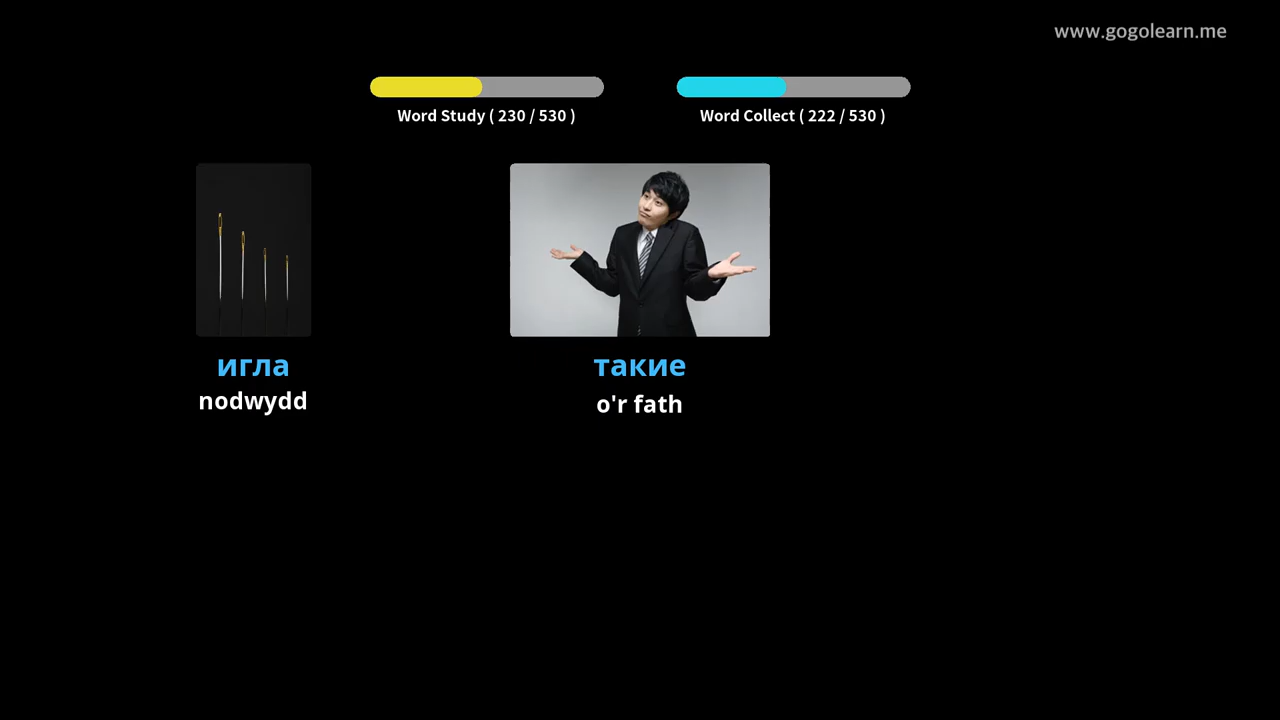 www.gogolearn.me
Word Study ( 230 / 530 )
Word Collect ( 222 / 530 )
игла
nodwydd
такие
o'r fath